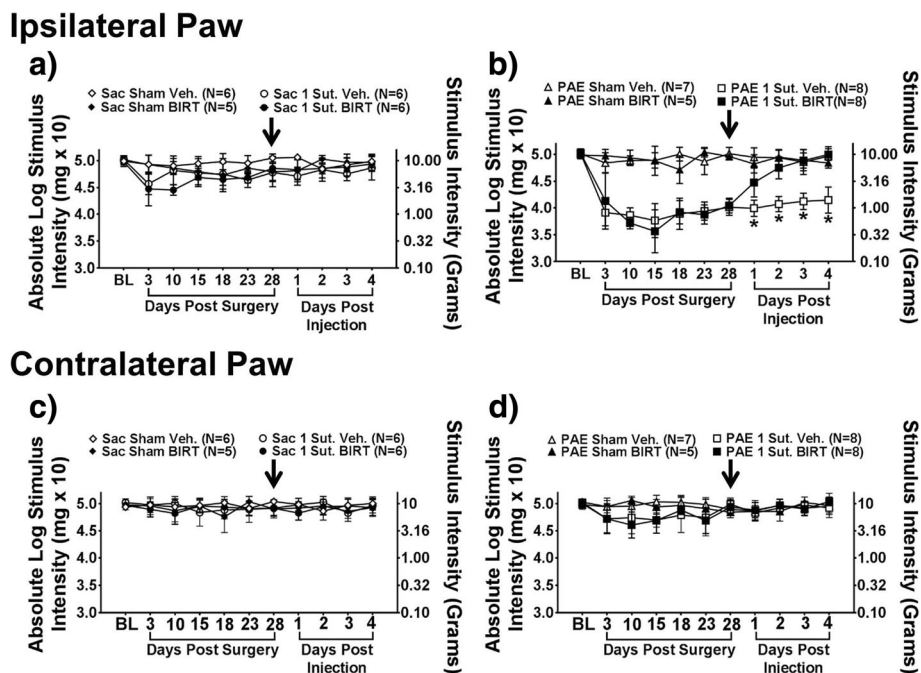 Ipsilateral Paw
a)
Sac Sham Veh. (N=6)
Sac Sham BIRT (N=5)
Sac 1 Sut. Veh. (N=6)
Sac 1 Sut. BIRT (N=6)
Absolute Log Stimulus
Intensity (mg x 10)
5.0
4.5
4.0
3.5
3.0
Stimulus Intensity (Grams)
10.00
3.16
1.00
0.32
0.10
BL 3 10 15 18 23 28 1 2 3 4
Days Post Surgery
Days Post
Injection
b)
PAE Sham Veh. (N=7)
PAE Sham BIRT (N=5)
PAE 1 Sut. Veh. (N=8)
PAE 1 Sut. BIRT(N=8)
Absolute Log Stimulus
Intensity (mg x 10)
5.0
4.5
4.0
3.5
3.0
Stimulus Intensity (Grams)
10.00
3.16
1.00
0.32
0.10
* * * *
BL 3 10 15 18 23 28 1 2 3 4
Days Post Surgery
Days Post
Injection
Contralateral Paw
c)
Sac Sham Veh. (N=6)
Sac Sham BIRT (N=5)
Sac 1 Sut. Veh. (N=6)
Sac 1 Sut. BIRT (N=6)
Absolute Log Stimulus
Intensity (mg x 10)
5.0
4.5
4.0
3.5
3.0
Stimulus Intensity (Grams)
10
3.16
1.00
0.32
0.10
BL 3 10 15 18 23 28 1 2 3 4
Days Post Surgery
Days Post
Injection
d)
PAE Sham Veh. (N=7)
PAE Sham BIRT (N=5)
PAE 1 Sut. Veh. (N=8)
PAE 1 Sut. BIRT (N=8)
Absolute Log Stimulus
Intensity (mg x 10)
5.0
4.5
4.0
3.5
3.0
Stimulus Intensity (Grams)
10
3.16
1.00
0.32
0.10
BL 3 10 15 18 23 28 1 2 3 4
Days Post Surgery
Days Post
Injection